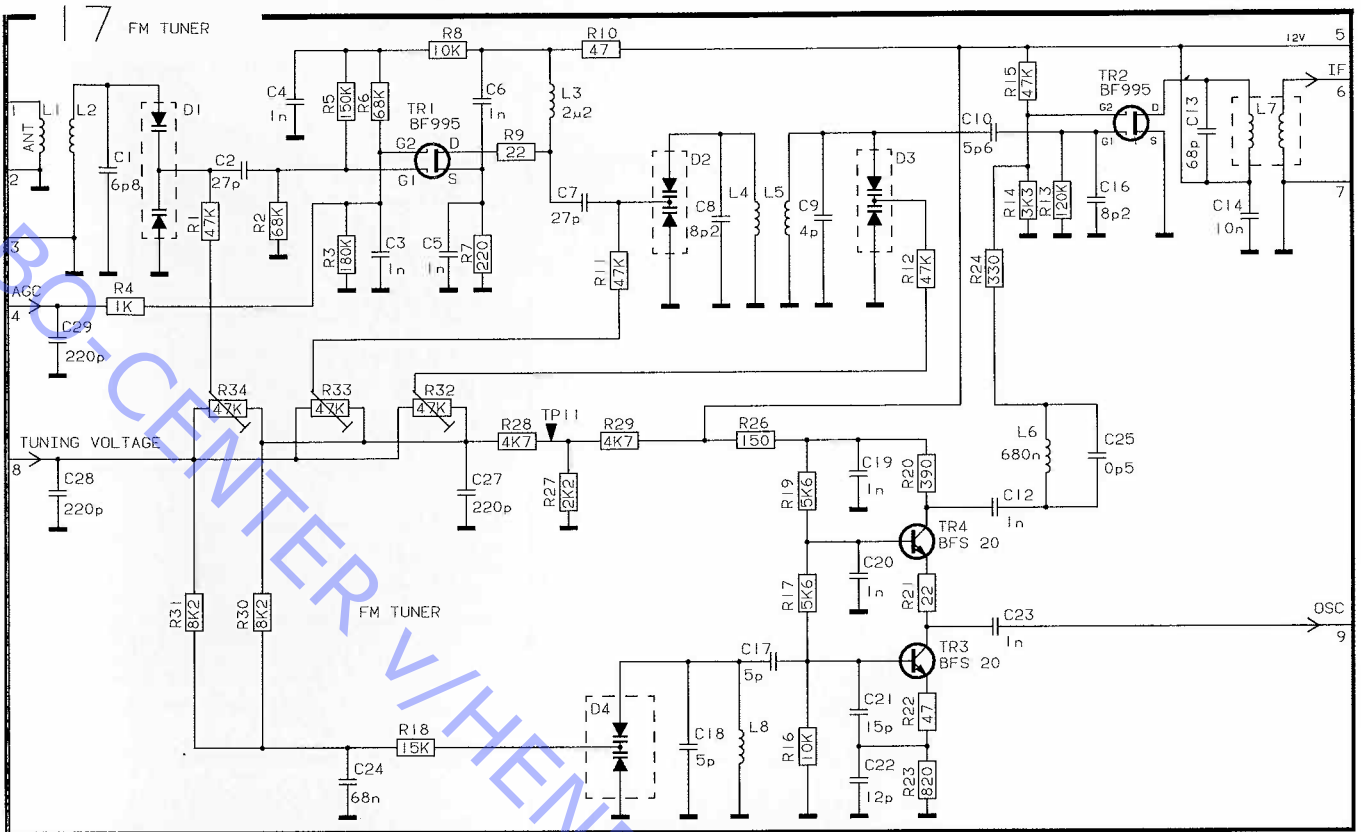 17 FM TUNER
R8
10K
R10
47
12V 5
IF
6
R15
47K
TR2
BF995
G2 D
G1 S
C13
68p
L7
7
C14
10n
1
L1
ANT
2
L2
C1
6p8
D1
3
C4
1n
R5
150K
R6
68K
TR1
BF995
G2 D
G1 S
C6
1n
L3
2µ2
R9
22
C2
27p
R1
47K
R2
68K
R3
180K
C3
1n
C5
1n
R7
220
C7
27p
R11
47K
D2
C8
8p2
L4
L5
C9
4p
D3
R12
47K
C10
5p6
R14
3K3
R13
120K
C16
8p2
R24
330
AGC
4
R4
1K
C29
220p
R34
47K
R33
47K
R32
47K
TUNING VOLTAGE
8
C28
220p
R28
4K7
TP11
R29
4K7
R27
2K2
C27
220p
R26
150
R19
5K6
C19
1n
R20
390
L6
680n
C25
0p5
C12
1n
TR4
BFS 20
C20
1n
R17
5K6
R21
22
C23
1n
OSC
9
TR3
BFS 20
R31
8K2
R30
8K2
FM TUNER
C17
5p
R18
15K
C24
68n
D4
C18
5p
L8
R16
10K
C21
15p
C22
12p
R22
47
R23
820
BO-CENTER v/HEN